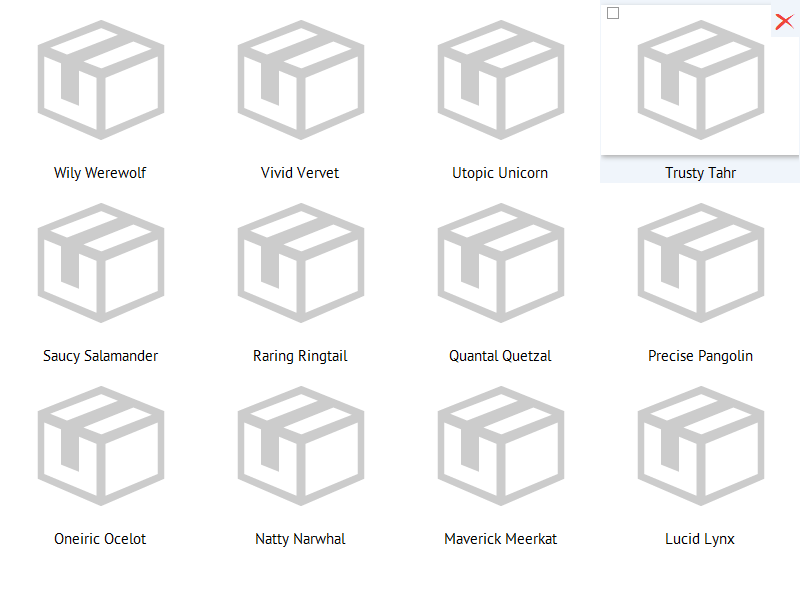 Wily Werewolf
Vivid Vervet
Utopic Unicorn
Trusty Tahr
Saucy Salamander
Raring Ringtail
Quantal Quetzal
Precise Pangolin
Oneiric Ocelot
Natty Narwhal
Maverick Meerkat
Lucid Lynx